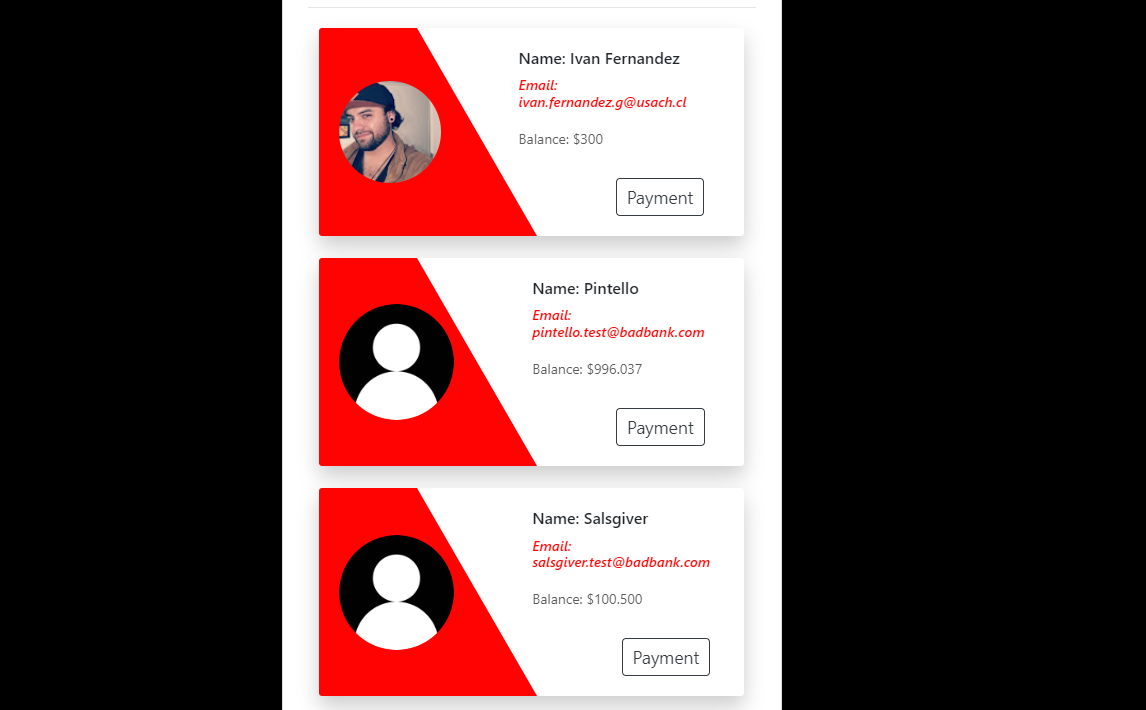 Name: Ivan Fernandez
Email:
ivan.fernandez.g@usach.cl
Balance: $300
Payment
Name: Pintello
Email:
pintello.test@badbank.com
Balance: $996.037
Payment
Name: Salsgiver
Email:
salsgiver.test@badbank.com
Balance: $100.500
Payment